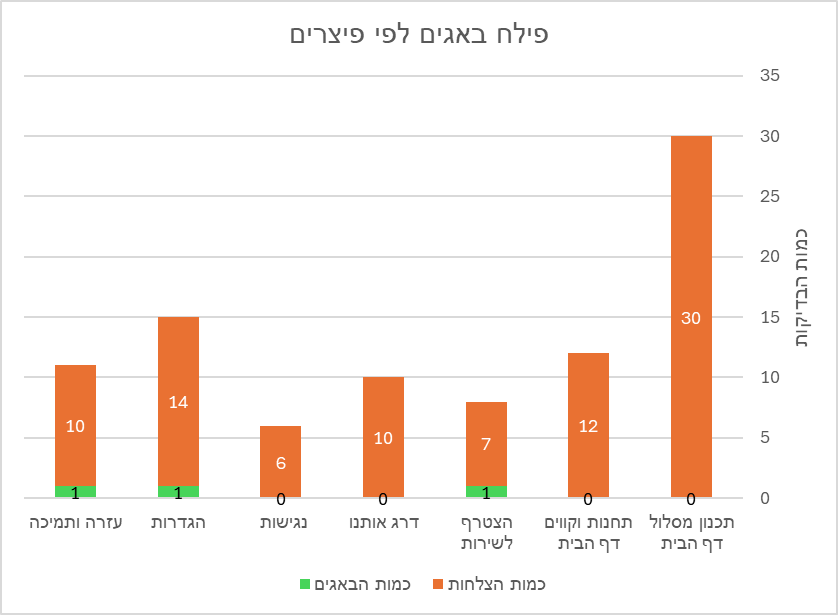 פילח באגים לפי פיצרים
35
30
25
20
15
10
5
0
כמות הבדיקות
30
0
12
0
7
1
10
0
6
0
14
1
10
1
תכנון מסלול
דף הבית
תחנות וקווים
דף הבית
הצטרף
לשירות
דרג אותנו
נגישות
הגדרות
עזרה ותמיכה
כמות הצלחות
כמות הבאגים